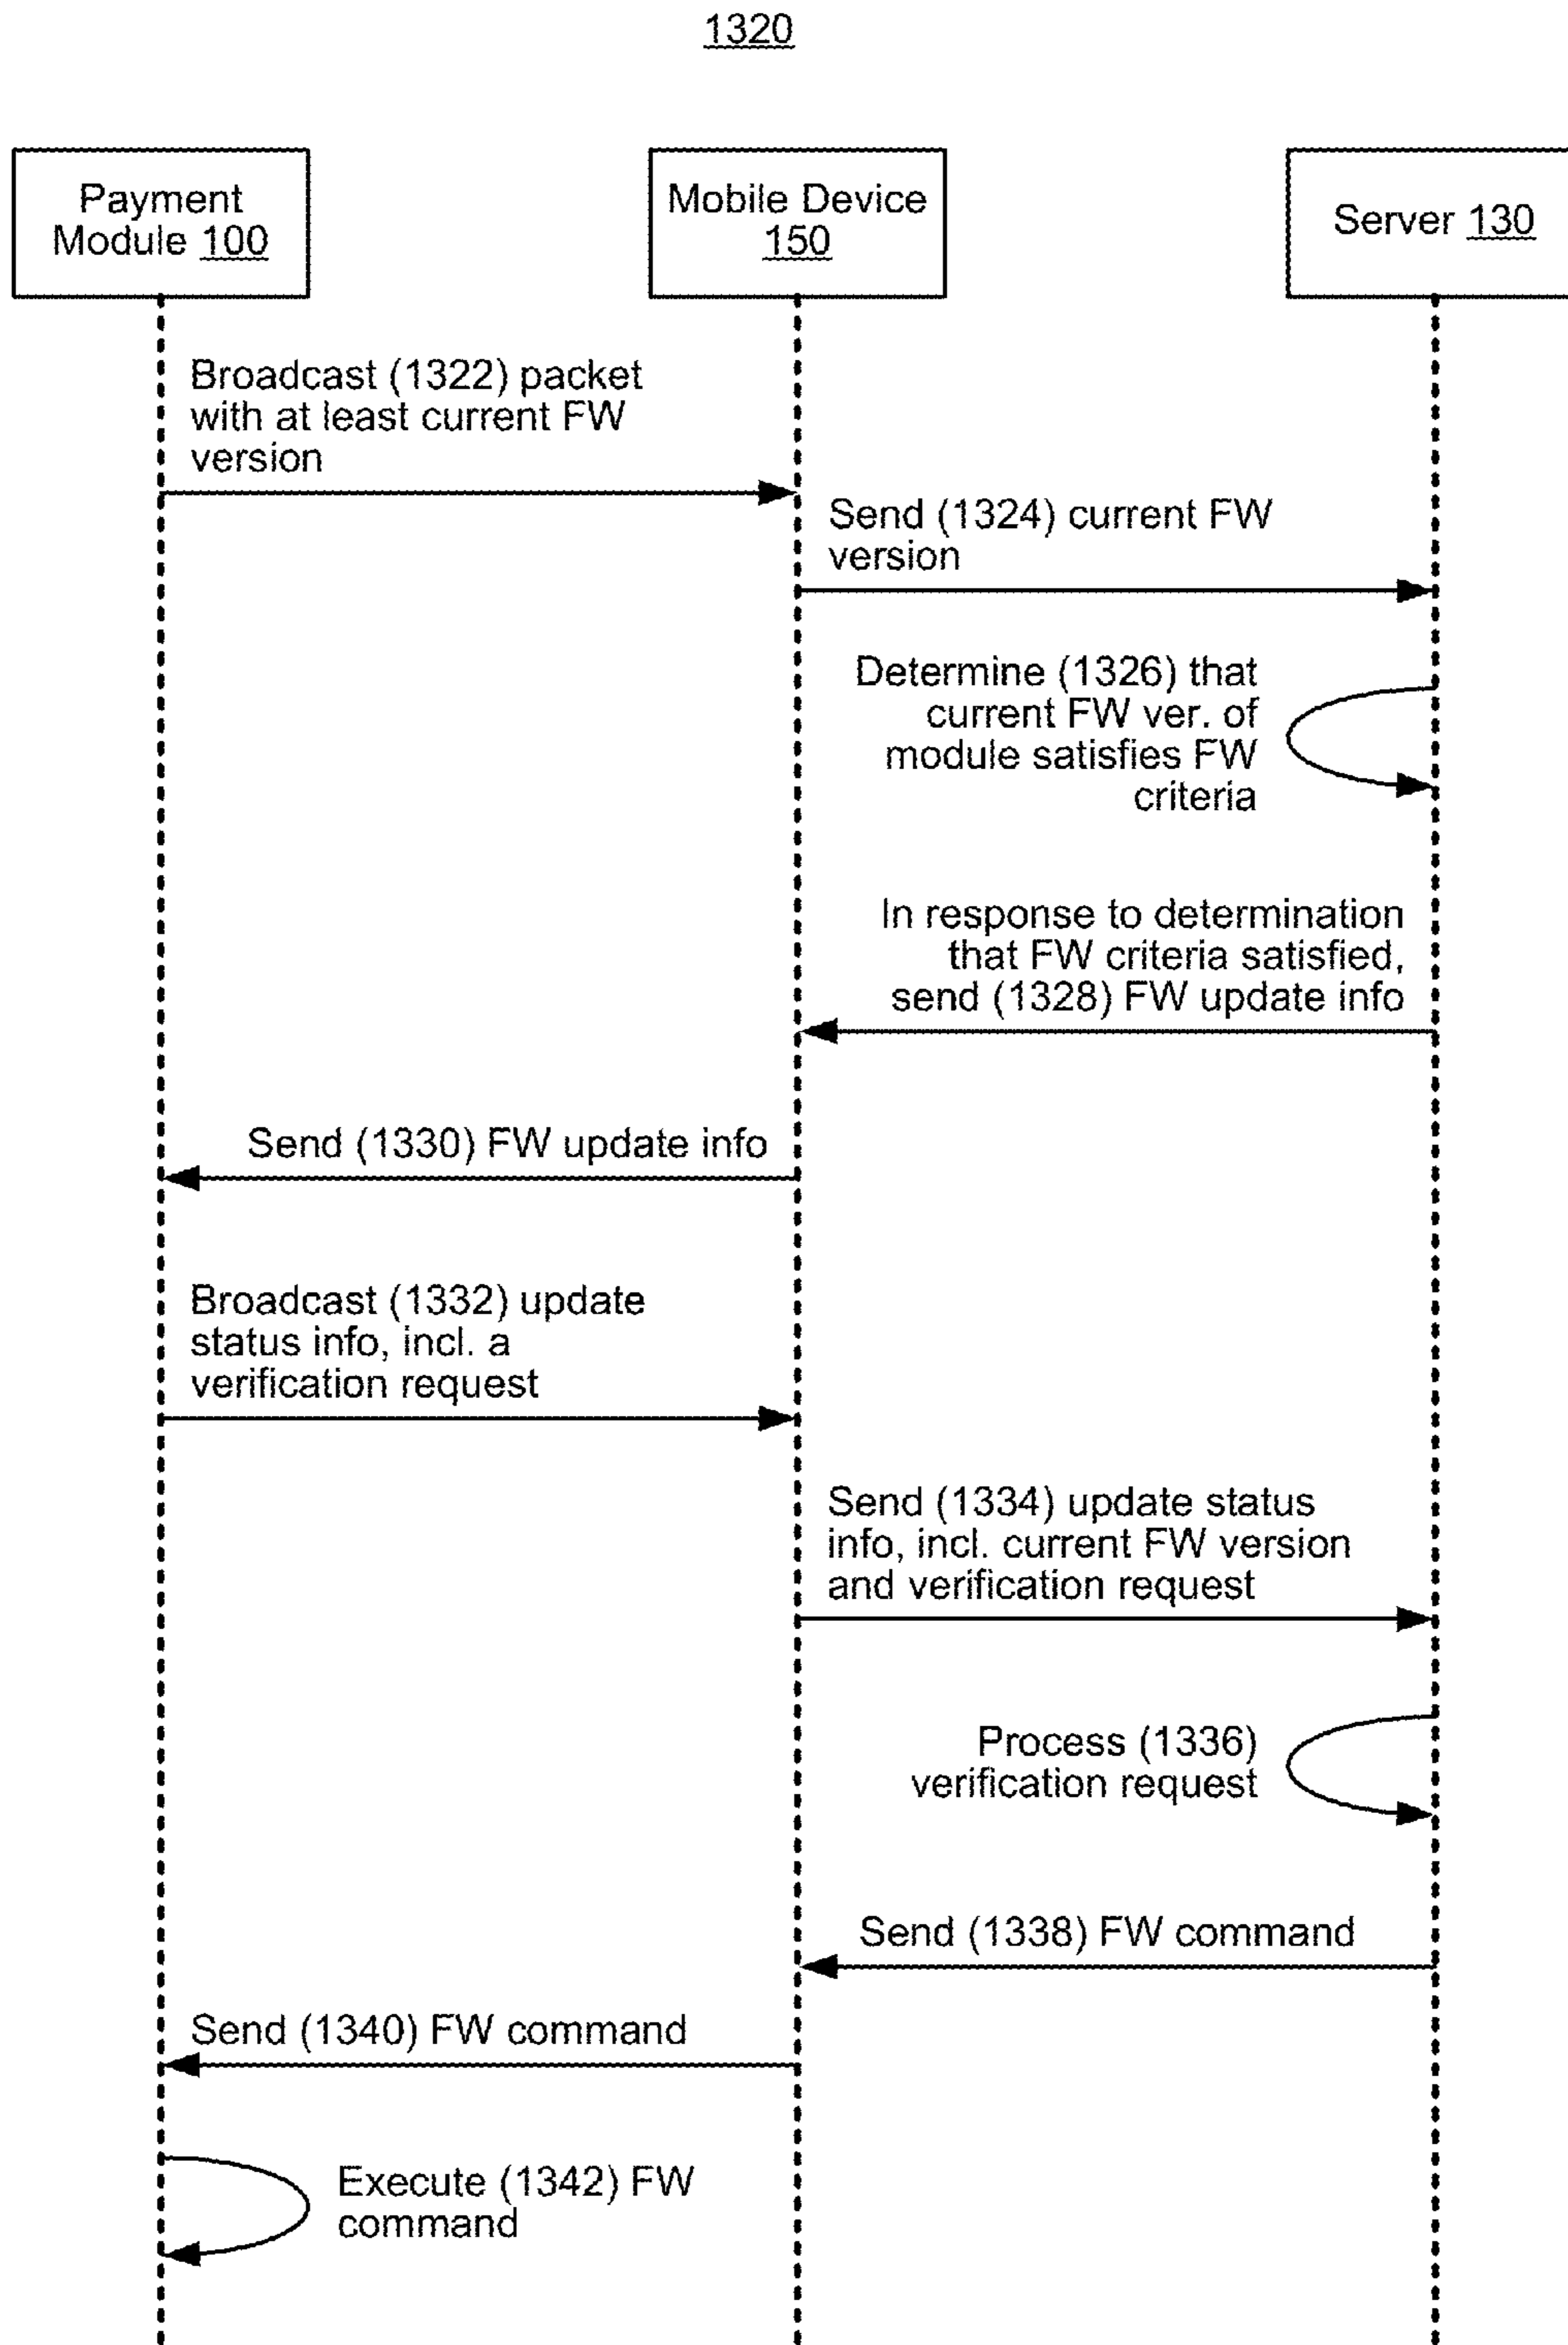 1320
Payment
Module 100
Mobile Device
150
Server 130
Broadcast (1322) packet
with at least current FW
version
Send (1324) current FW
version
Determine (1326) that
current FW ver. of
module satisfies FW
criteria
In response to determination
that FW criteria satisfied,
send (1328) FW update info
Send (1330) FW update info
Broadcast (1332) update
status info, incl. a
verification request
Send (1334) update status
info, incl. current FW version
and verification request
Process (1336)
verification request
Send (1338) FW command
Send (1340) FW command
Execute (1342) FW
command